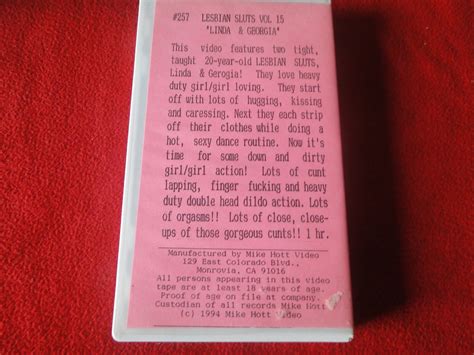 #257 LESBIAN SLUTS VOL 15
'LINDA & GEORGIA'
This video features two tight,
taught 20-year-old LESBIAN SLUTS,
Linda & Gerogia! They love heavy
duty girl/girl loving. They start
off with lots of hugging, kissing
and caressing. Next they each strip
off their clothes while doing a
hot, sexy dance routine. Now it's
time for some down and dirty
girl/girl action! Lots of cunt
lapping, finger fucking and heavy
duty double head dildo action. Lots
of orgasms!! Lots of close, close-
ups of those gorgeous cunts!! 1 hr.
Manufactured by Mike Hott Video
129 East Colorado Blvd.,
Monrovia, CA 91016
All persons appearing in this video
tape are at least 18 years of age.
Proof of age on file at company.
Custodian of all records Mike Hott
(c) 1994 Mike Hott Video